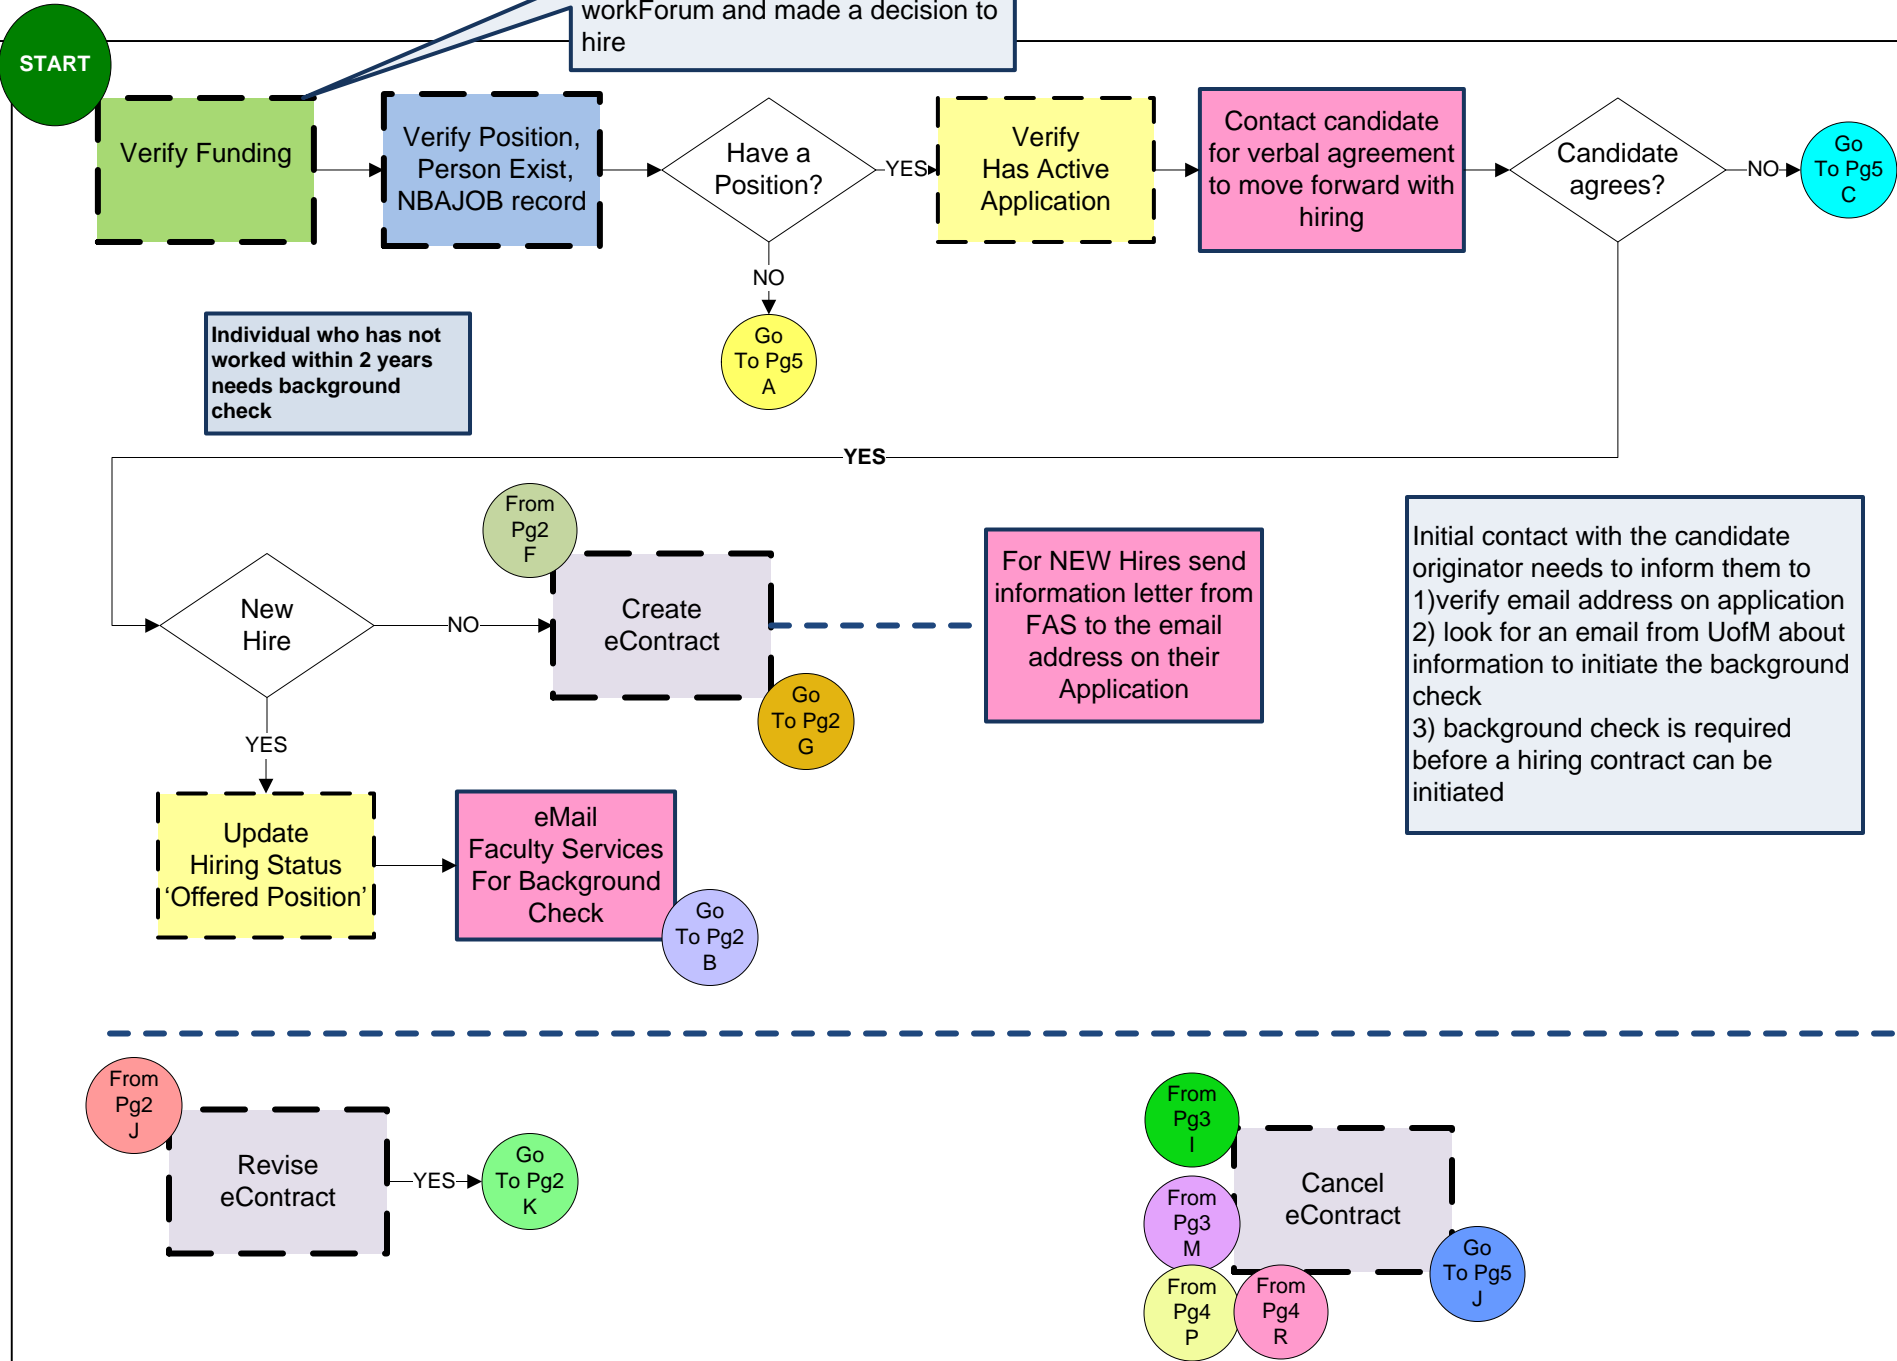 workForum and made a decision to
hire
START
Verify Funding
Verify Position,
Person Exist,
NBAJOB record
Have a
Position?
YES
Verify
Has Active
Application
Contact candidate
for verbal agreement
to move forward with
hiring
Candidate
agrees?
NO
Go
To Pg5
C
NO
Go
To Pg5
A
Individual who has not
worked within 2 years
needs background
check
YES
From
Pg2
F
New
Hire
NO
Create
eContract
Go
To Pg2
G
For NEW Hires send
information letter from
FAS to the email
address on their
Application
Initial contact with the candidate
originator needs to inform them to
1)verify email address on application
2) look for an email from UofM about
information to initiate the background
check
3) background check is required
before a hiring contract can be
initiated
YES
Update
Hiring Status
‘Offered Position’
eMail
Faculty Services
For Background
Check
Go
To Pg2
B
From
Pg2
J
Revise
eContract
YES
Go
To Pg2
K
From
Pg3
I
From
Pg3
M
Cancel
eContract
From
Pg4
P
From
Pg4
R
Go
To Pg5
J